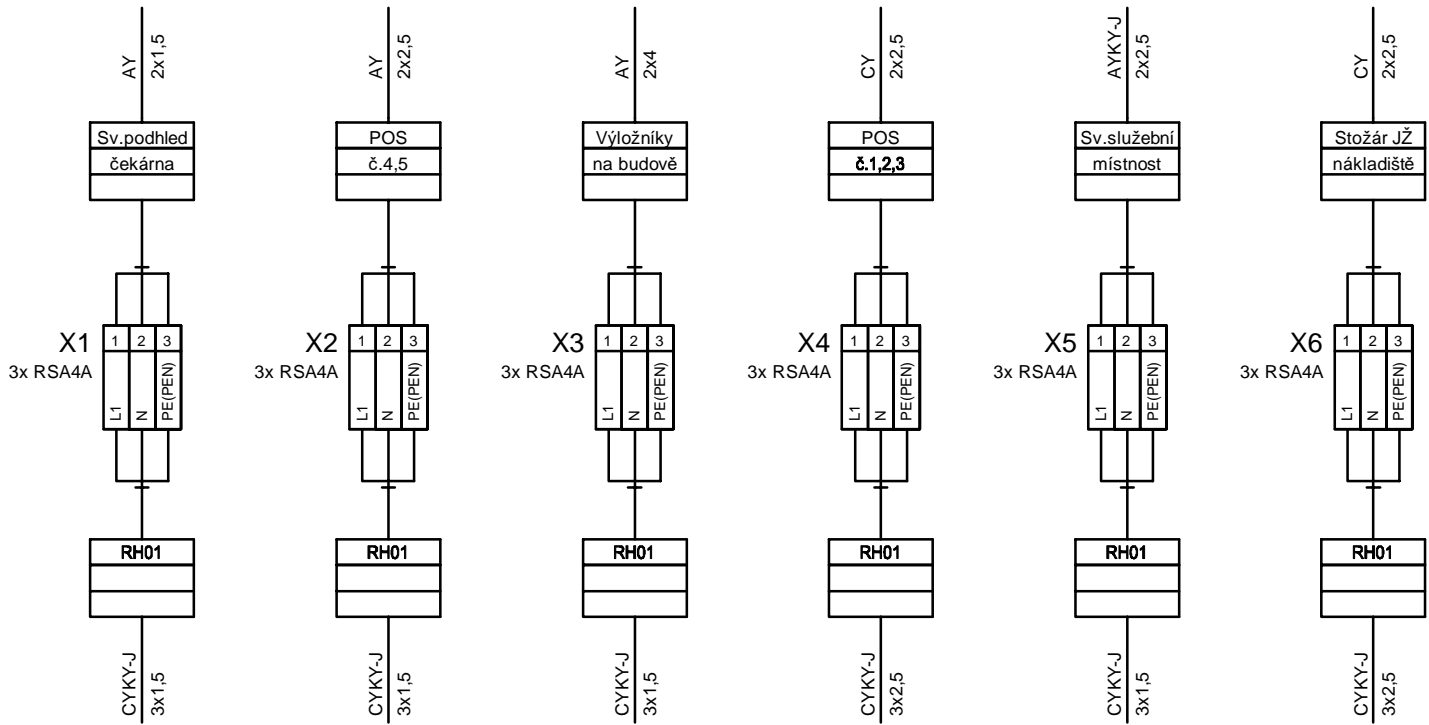 AY
2x1,5
Sv.podhled
čekárna
X1
3x RSA4A
1 2 3
L1 N PE(PEN)
RH01
CYKY-J
3x1,5
AY
2x2,5
POS
č.4,5
X2
3x RSA4A
1 2 3
L1 N PE(PEN)
RH01
CYKY-J
3x1,5
AY
2x4
Výložníky
na budově
X3
3x RSA4A
1 2 3
L1 N PE(PEN)
RH01
CYKY-J
3x1,5
CY
2x2,5
POS
č.1,2,3
X4
3x RSA4A
1 2 3
L1 N PE(PEN)
RH01
CYKY-J
3x2,5
AYKY-J
2x2,5
Sv.služební
místnost
X5
3x RSA4A
1 2 3
L1 N PE(PEN)
RH01
CYKY-J
3x1,5
CY
2x2,5
Stožár JŽ
nákladiště
X6
3x RSA4A
1 2 3
L1 N PE(PEN)
RH01
CYKY-J
3x2,5